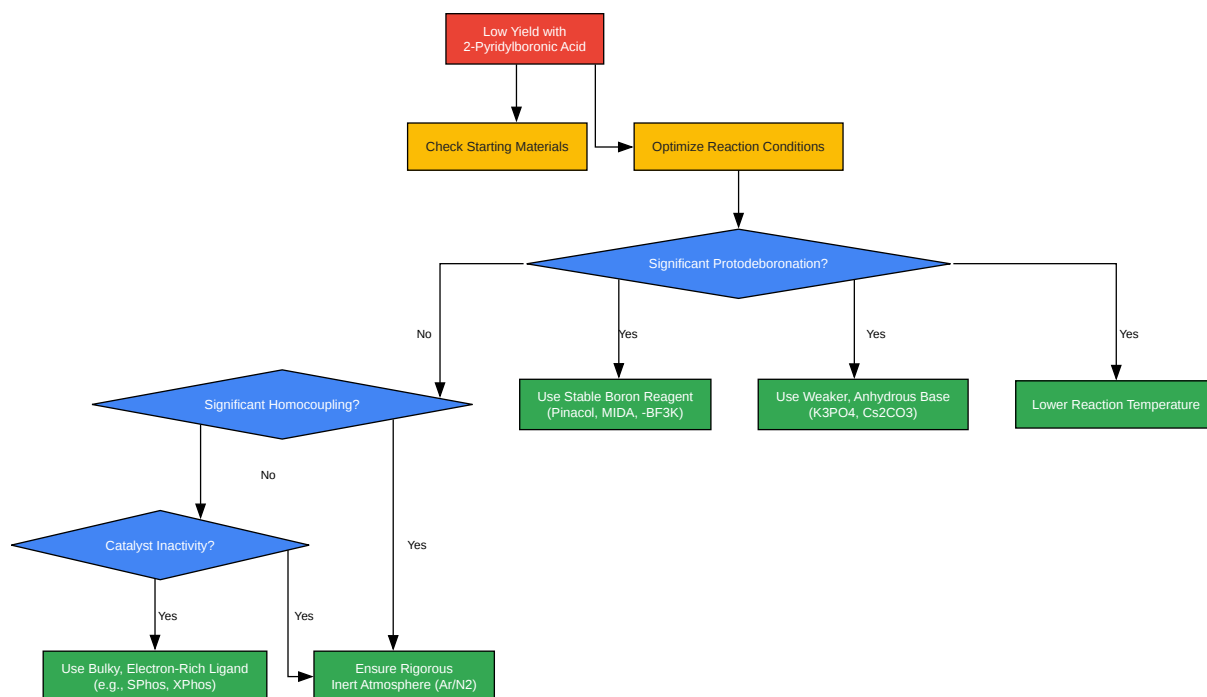 Low Yield with
2-Pyridylboronic Acid
Check Starting Materials
Optimize Reaction Conditions
Significant Protodeboronation?
No
Yes
Yes
Yes
Significant Homocoupling?
Use Stable Boron Reagent
(Pinacol, MIDA, -BF3K)
Use Weaker, Anhydrous Base
(K3PO4, Cs2CO3)
Lower Reaction Temperature
No
Yes
Catalyst Inactivity?
Yes
Yes
Use Bulky, Electron-Rich Ligand
(e.g., SPhos, XPhos)
Ensure Rigorous
Inert Atmosphere (Ar/N2)